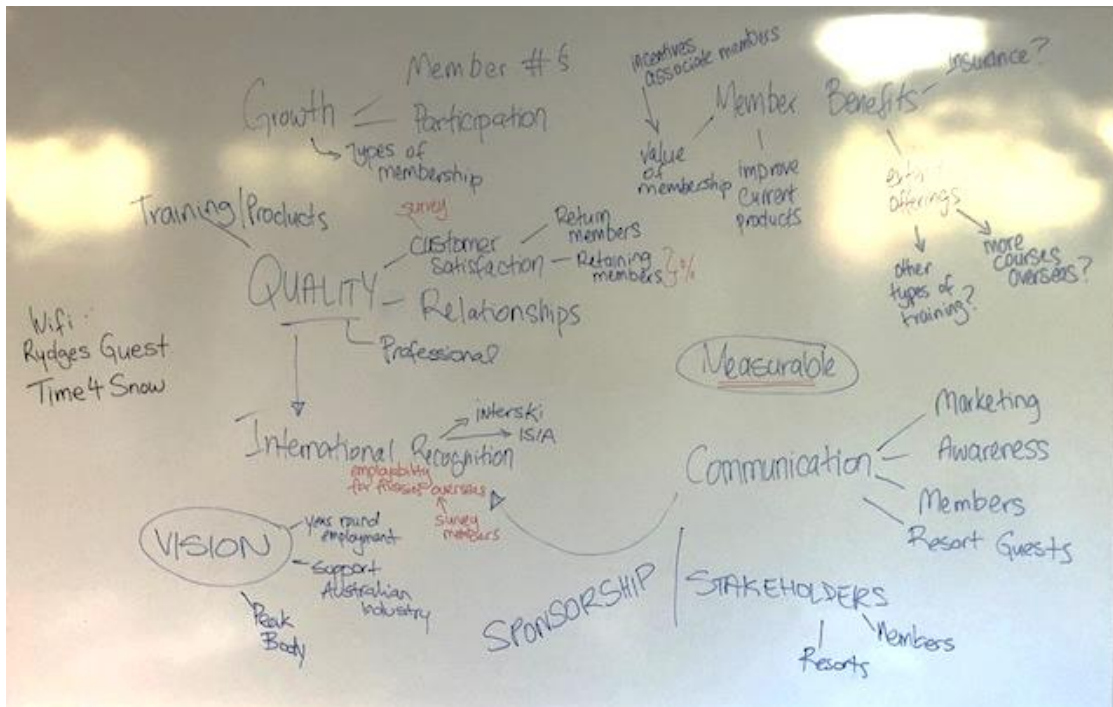 Growth
Member #'s
Participation
Types of
membership
incentives
associate members
Member Benefits
insurance?
value
of
membership
improve
current
products
offerings
other
types of
training?
more
courses
overseas?
Training/Products
QUALITY
survey
Customer
Satisfaction
Return
members
Retaining
members
%
Relationships
Professional
Wifi:
Rydges Guest
Time4Snow
International Recognition
interski
ISIA
employability
for overseas
survey
members
Measurable
Communication
Marketing
Awareness
Members
Resort Guests
VISION
year round
employment
Support
Australian
Industry
Peak
Body
SPONSORSHIP
STAKEHOLDERS
Resorts
Members